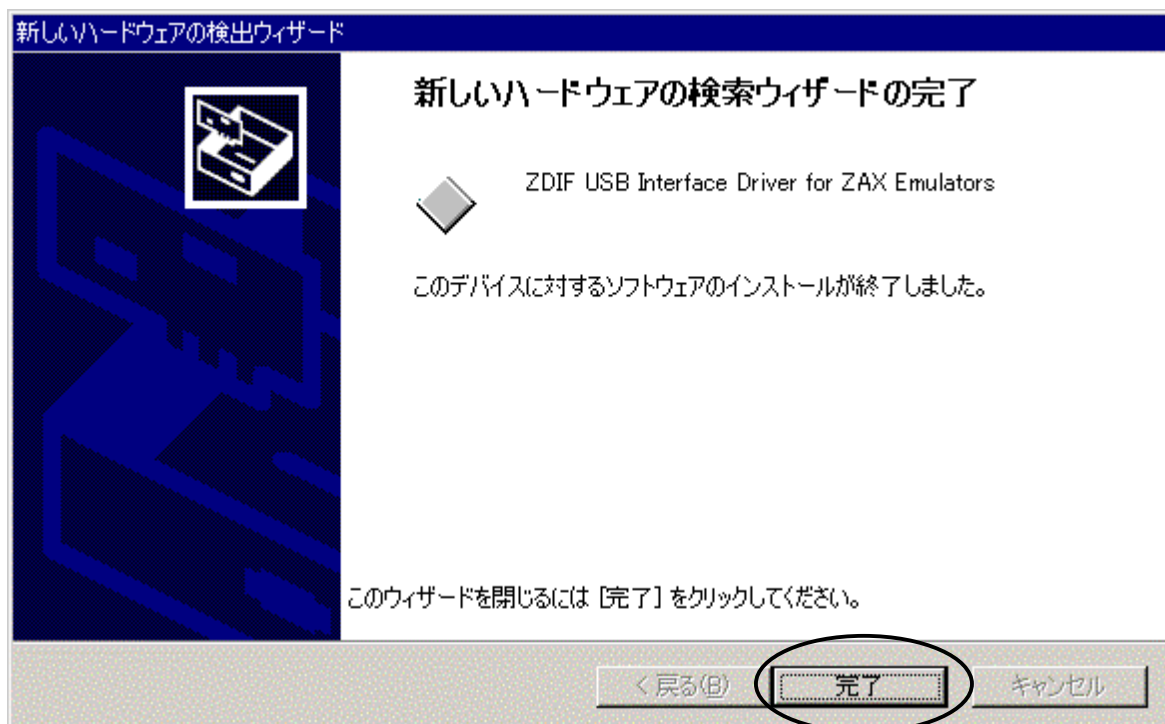 新しいハードウェアの検出ウィザード
新しいハードウェアの検索ウィザードの完了
ZDIF USB Interface Driver for ZAX Emulators
このデバイスに対するソフトウェアのインストールが終了しました。
このウィザードを閉じるには [完了] をクリックしてください。
< 戻る(B) 完了 キャンセル